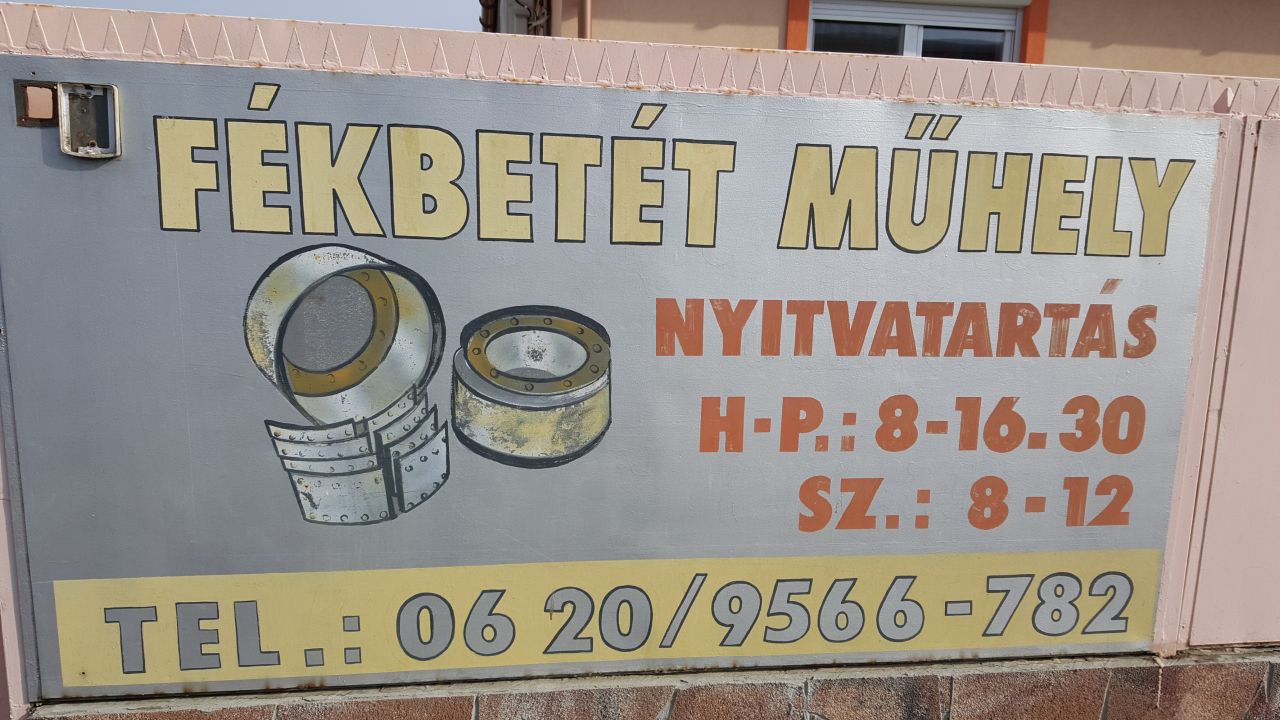 FÉKBETÉT MŰHELY
NYITVATARTÁS
H-P.: 8-16.30
SZ.: 8-12
TEL.: 06 20/9566-782